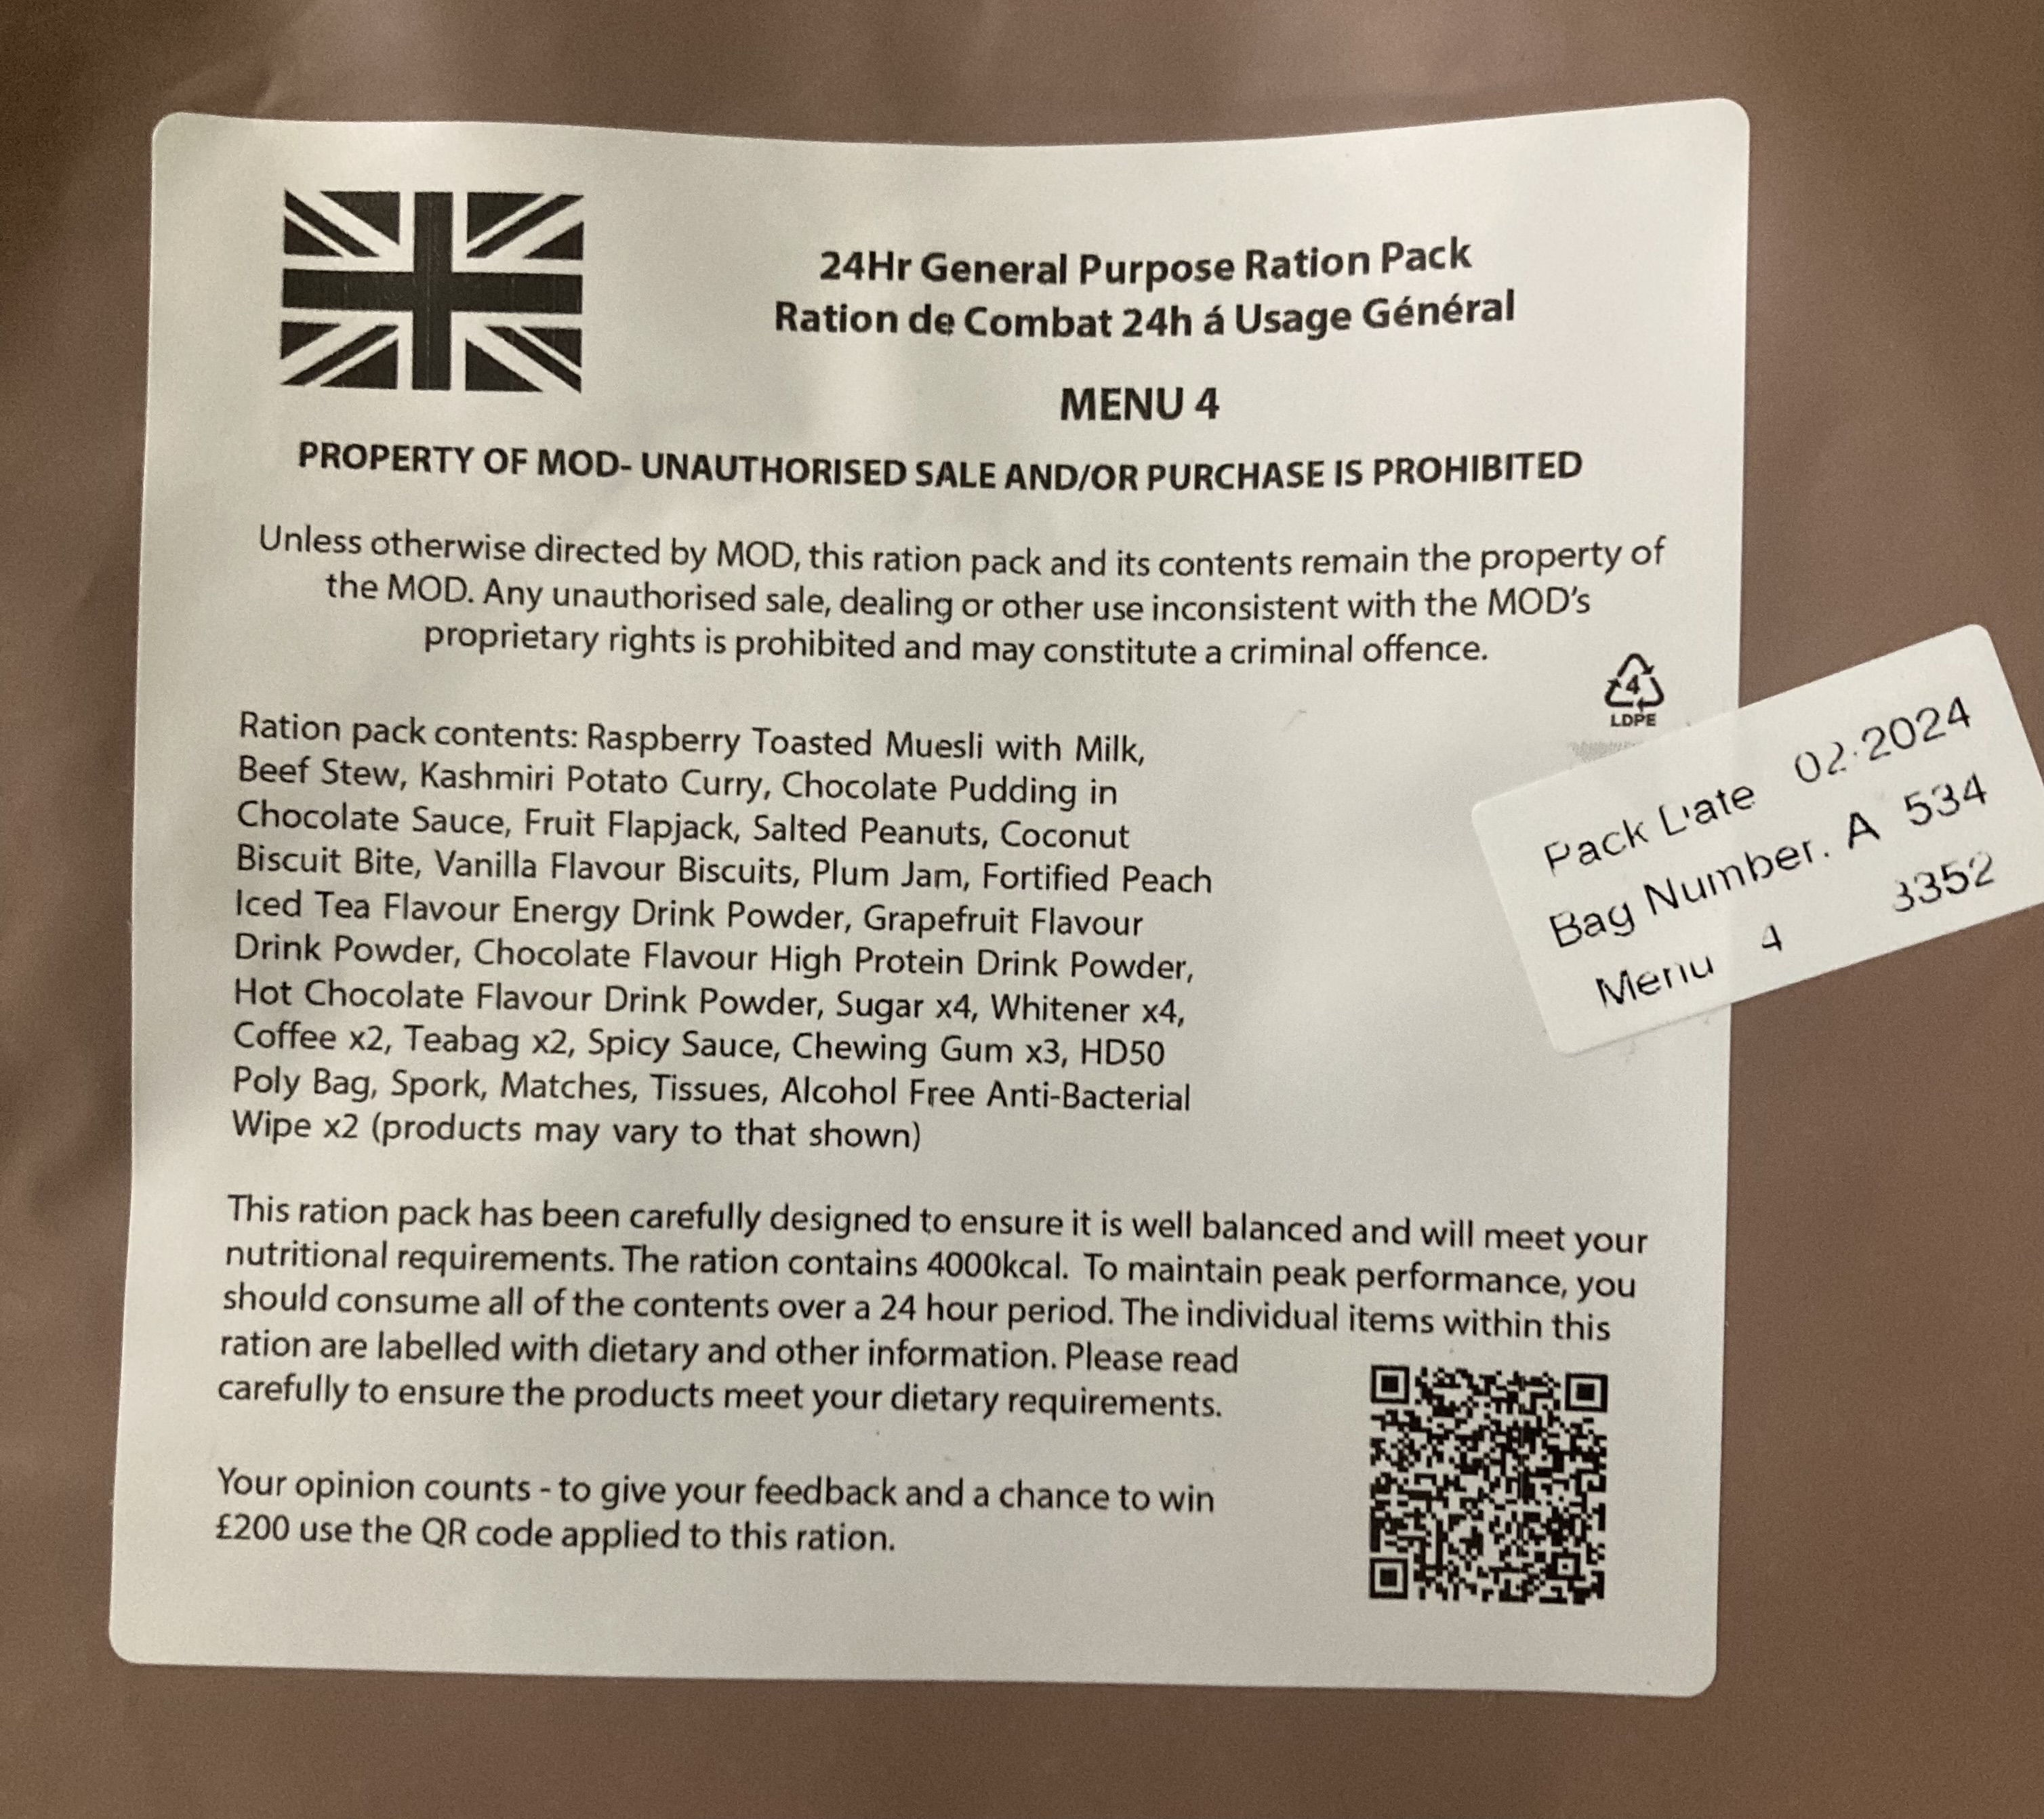 24Hr General Purpose Ration Pack
Ration de Combat 24h á Usage Général
MENU 4
PROPERTY OF MOD- UNAUTHORISED SALE AND/OR PURCHASE IS PROHIBITED
Unless otherwise directed by MOD, this ration pack and its contents remain the property of
the MOD. Any unauthorised sale, dealing or other use inconsistent with the MOD's
proprietary rights is prohibited and may constitute a criminal offence.
4
LDPE
Ration pack contents: Raspberry Toasted Muesli with Milk,
Beef Stew, Kashmiri Potato Curry, Chocolate Pudding in
Chocolate Sauce, Fruit Flapjack, Salted Peanuts, Coconut
Biscuit Bite, Vanilla Flavour Biscuits, Plum Jam, Fortified Peach
Iced Tea Flavour Energy Drink Powder, Grapefruit Flavour
Drink Powder, Chocolate Flavour High Protein Drink Powder,
Hot Chocolate Flavour Drink Powder, Sugar x4, Whitener x4,
Coffee x2, Teabag x2, Spicy Sauce, Chewing Gum x3, HD50
Poly Bag, Spork, Matches, Tissues, Alcohol Free Anti-Bacterial
Wipe x2 (products may vary to that shown)
Pack Date 02.2024
Bag Number. A 534
Menu 4 3352
This ration pack has been carefully designed to ensure it is well balanced and will meet your
nutritional requirements. The ration contains 4000kcal. To maintain peak performance, you
should consume all of the contents over a 24 hour period. The individual items within this
ration are labelled with dietary and other information. Please read
carefully to ensure the products meet your dietary requirements.
Your opinion counts - to give your feedback and a chance to win
£200 use the QR code applied to this ration.